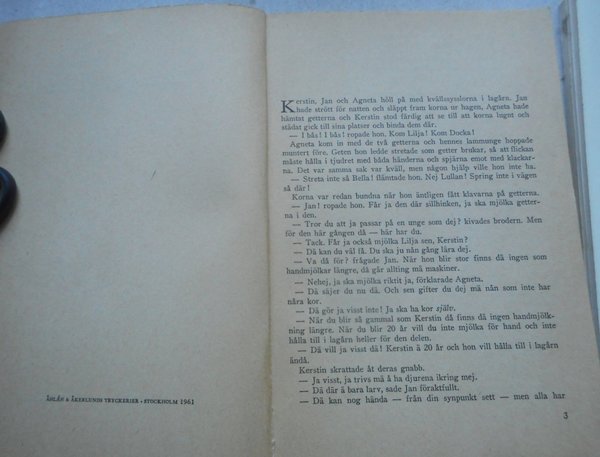 ÅHLÉN & ÅKERLUNDS TRYCKERIER • STOCKHOLM 1961
Kerstin, Jan och Agneta höll på med kvällssysslorna i lagårn. Jan
hade strött för natten och släppt fram korna ur hagen, Agneta hade
hämtat getterna och Kerstin stod färdig att se till att korna lugnt och
städat gick till sina platser och binda dem där.
— I bås! I bås! ropade hon. Kom Lilja! Kom Docka!
Agneta kom in med de två getterna och hennes lammunge hoppade
muntert före. Geten hon ledde stretade som getter brukar, så att flickan
måste hålla i tjudret med båda händerna och spjärna emot med klackar-
na. Det var samma sak var kväll, men någon hjälp ville hon inte ha.
— Streta inte så Bella! flämtade hon. Nej Lullan! Spring inte i vägen
så där!
Korna var redan bundna när hon äntligen fått klavarna på getterna.
— Jan! ropade hon. Får ja den där sillhinken, ja ska mjölka getter-
na i den.
— Tror du att ja passar på en unge som dej? kivades brodern. Men
för den här gången då — här har du.
— Tack. Får ja också mjölka Lilja sen, Kerstin?
— Då kan du väl få. Du ska ju nån gång lära dej.
— Va då för? frågade Jan. När hon blir stor finns då ingen som
handmjölkar längre, då går allting må maskiner.
— Nehej, ja ska mjölka riktit ja, förklarade Agneta.
— Då säjer du nu då. Och sen gifter du dej må nån som inte har
nåra kor.
— Då gör ja visst inte! Ja ska ha kor själv.
— När du blir så gammal som Kerstin då finns då ingen handmjölk-
ning längre. När du blir 20 år vill du inte mjölka för hand och inte
hålla till i lagårn heller för den delen.
— Då vill ja visst då! Kerstin ä 20 år och hon vill hålla till i lagårn
ändå.
Kerstin skrattade åt deras gnabb.
— Ja visst, ja trivs må å ha djurena ikring mej.
— Då där ä bara larv, sade Jan föraktfullt.
— Då kan nog hända — från din synpunkt sett — men alla har
3